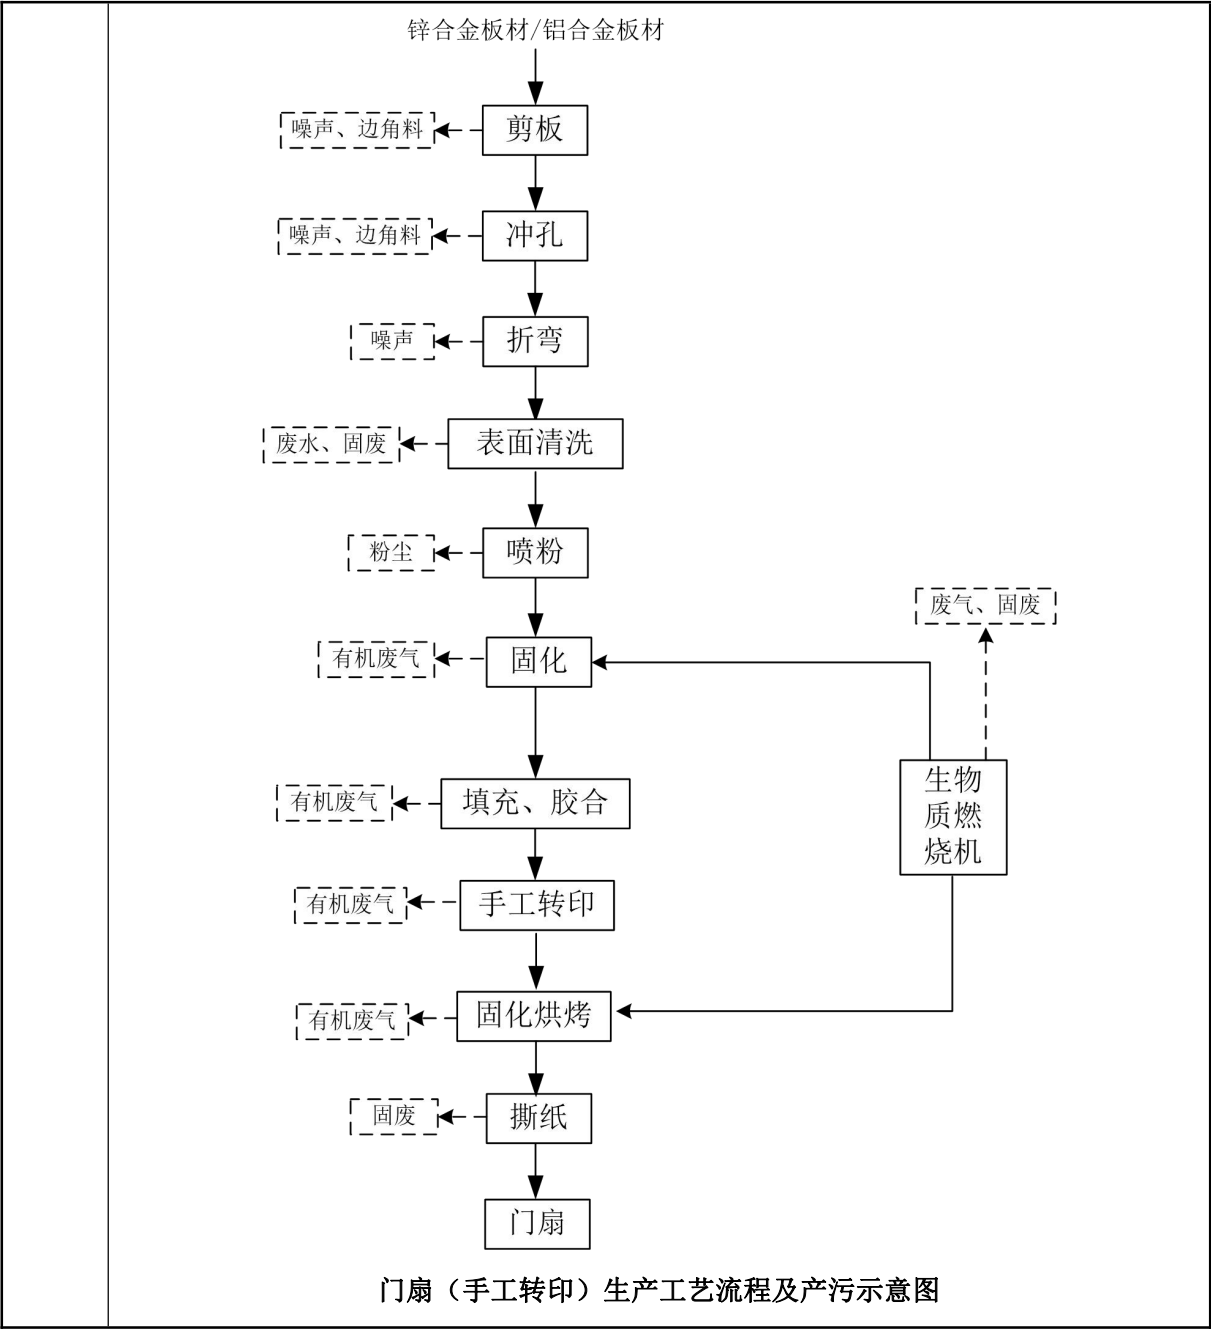 锌合金板材/铝合金板材
噪声、边角料
剪板
噪声、边角料
冲孔
噪声
折弯
废水、固废
表面清洗
粉尘
喷粉
废气、固废
有机废气
固化
生物
质燃
烧机
有机废气
填充、胶合
有机废气
手工转印
有机废气
固化烘烤
固废
撕纸
门扇
门扇（手工转印）生产工艺流程及产污示意图